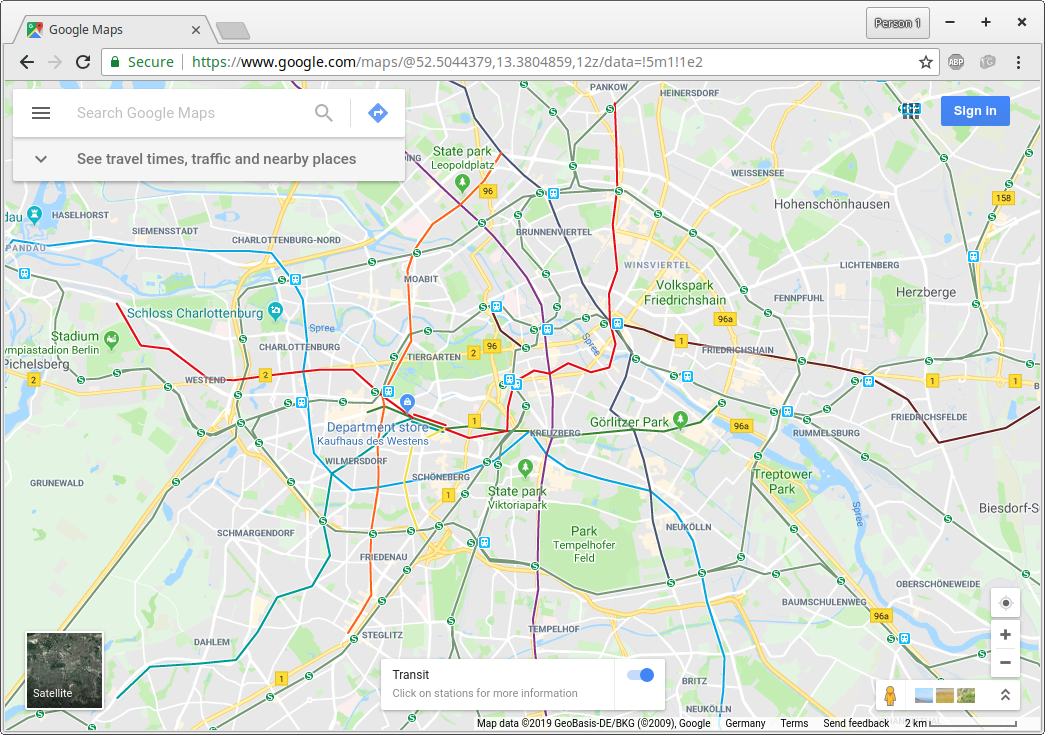 Google Maps
Person 1
Secure
https://www.google.com/maps/@52.5044379,13.3804859,12z/data=!5m1!1e2
ABP
Search Google Maps
Sign in
See travel times, traffic and nearby places
PANKOW
HEINERSDORF
State park
Leopoldplatz
96
WEISSENSEE
158
Hohenschönhausen
HASELHORST
SIEMENSSTADT
CHARLOTTENBURG-NORD
BRUNNENVIERTEL
PANDAU
MOABIT
WINSVIERTEL
LICHTENBERG
Volkspark
Friedrichshain
FENNPFUHL
Herzberge
Schloss Charlottenburg
Spree
96a
Stadium
ympiastadion Berlin
Pichelsberg
CHARLOTTENBURG
TIERGARTEN
2
96
Spree
1
FRIEDRICHSHAIN
2
WESTEND
2
1
1
Department store
Kaufhaus des Westens
1
KREUZBERG
Görlitzer Park
96a
FRIEDRICHSFELDE
RUMMELSBURG
WILMERSDORF
SCHÖNEBERG
GRUNEWALD
1
State park
Viktoriapark
Treptower
Park
Spree
Biesdorf-S
SCHMARGENDORF
Park
Tempelhofer
Feld
NEUKÖLLN
FRIEDENAU
OBERSCHÖNEWEIDE
BAUMSCHULENWEG
96a
DAHLEM
STEGLITZ
TEMPELHOF
1
BRITZ
NEUKÖLLN
Satellite
Transit
Click on stations for more information
Map data ©2019 GeoBasis-DE/BKG (©2009), Google
Germany
Terms
Send feedback
2 km